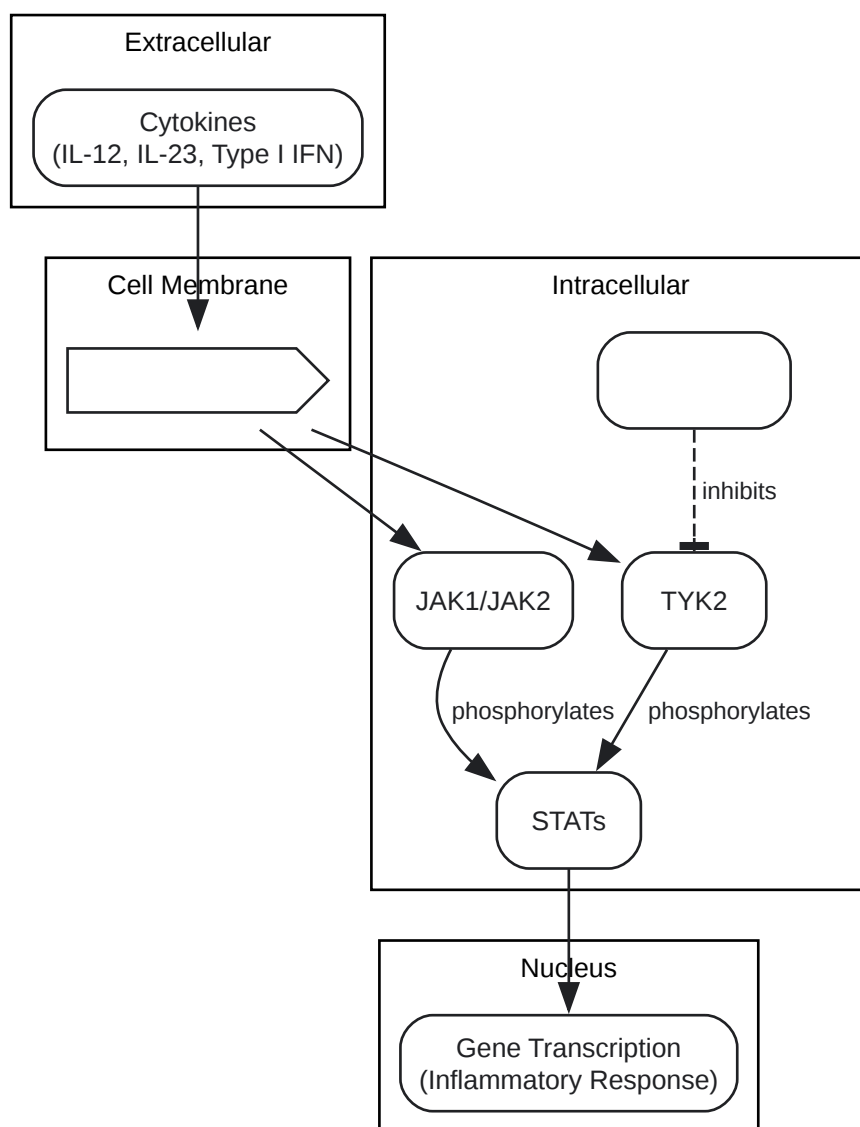 Extracellular
Cytokines
(IL-12, IL-23, Type I IFN)
Cell Membrane
Intracellular
inhibits
JAK1/JAK2
TYK2
phosphorylates
phosphorylates
STATs
Nucleus
Gene Transcription
(Inflammatory Response)